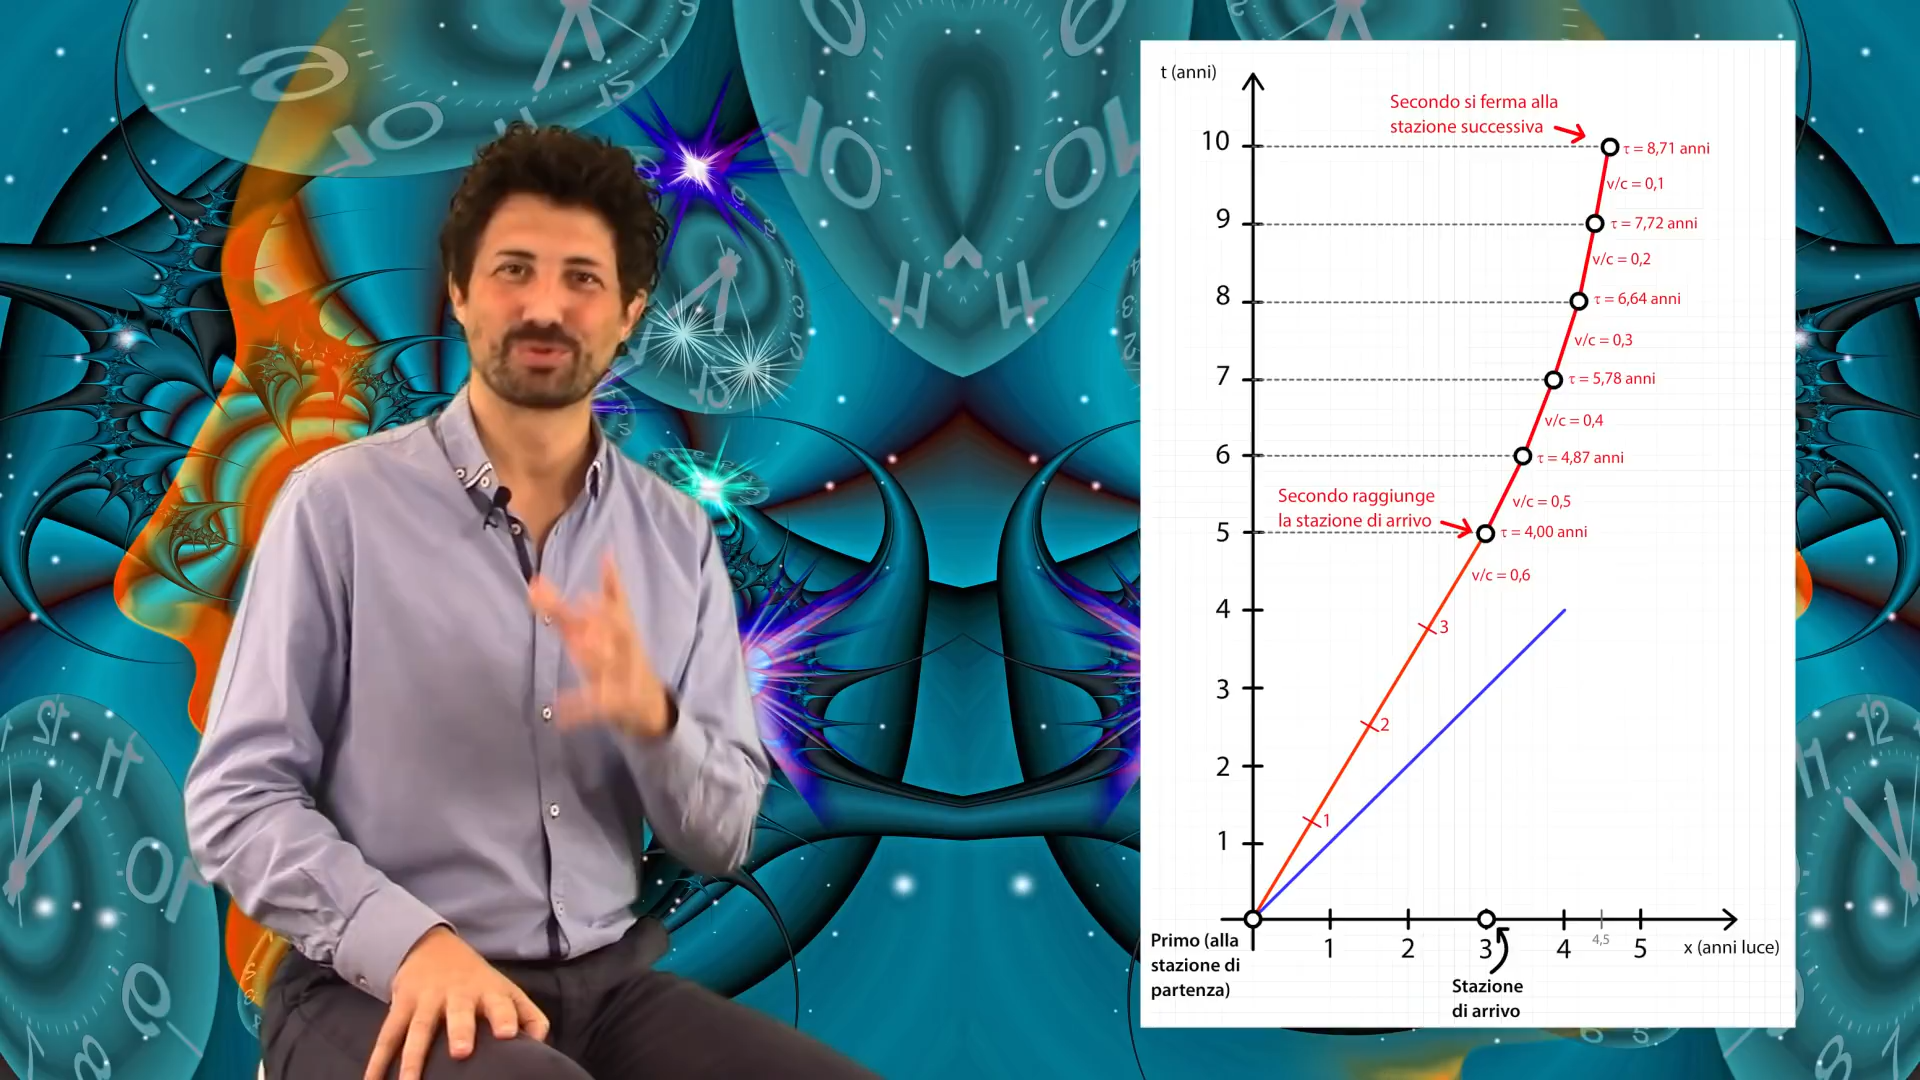 t (anni)
Secondo si ferma alla
stazione successiva
10
τ = 8,71 anni
v/c = 0,1
9
τ = 7,72 anni
v/c = 0,2
8
τ = 6,64 anni
v/c = 0,3
7
τ = 5,78 anni
v/c = 0,4
6
τ = 4,87 anni
Secondo raggiunge
la stazione di arrivo
v/c = 0,5
5
τ = 4,00 anni
v/c = 0,6
4
3
3
2
2
1
1
1 2 3 4 4,5 5
x (anni luce)
Primo (alla
stazione di
partenza)
Stazione
di arrivo